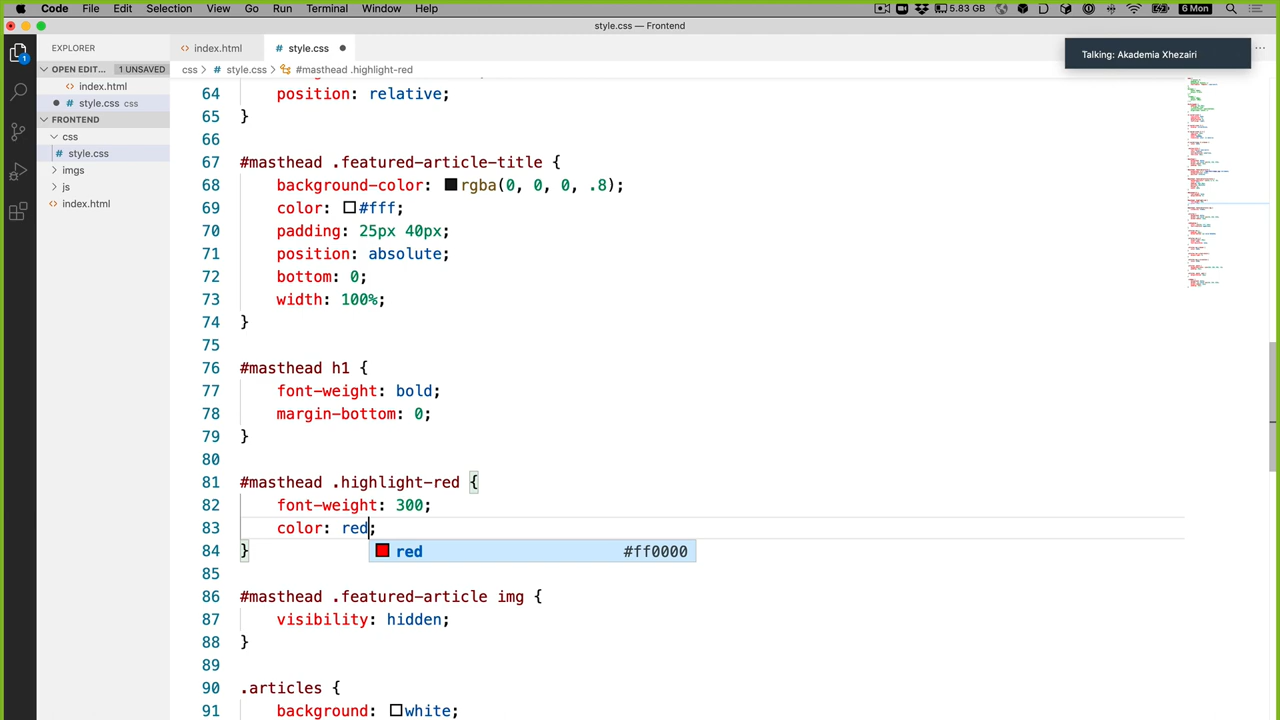 Code File Edit Selection View Go Run Terminal Window Help 5.83 GB 6 Mon
style.css — Frontend
EXPLORER
index.html
style.css
Talking: Akademia Xhezairi
OPEN EDIT... 1 UNSAVED
css > # style.css > #masthead .highlight-red
index.html
style.css css
FRONTEND
css
style.css
imgs
js
index.html
1
64 position: relative;
65 }
66
67 #masthead .featured-article-title {
68 background-color: rgba(0, 0, 0, .8);
69 color: #fff;
70 padding: 25px 40px;
71 position: absolute;
72 bottom: 0;
73 width: 100%;
74 }
75
76 #masthead h1 {
77 font-weight: bold;
78 margin-bottom: 0;
79 }
80
81 #masthead .highlight-red {
82 font-weight: 300;
83 color: red;
84 }
red #ff0000
85
86 #masthead .featured-article img {
87 visibility: hidden;
88 }
89
90 .articles {
91 background: white;